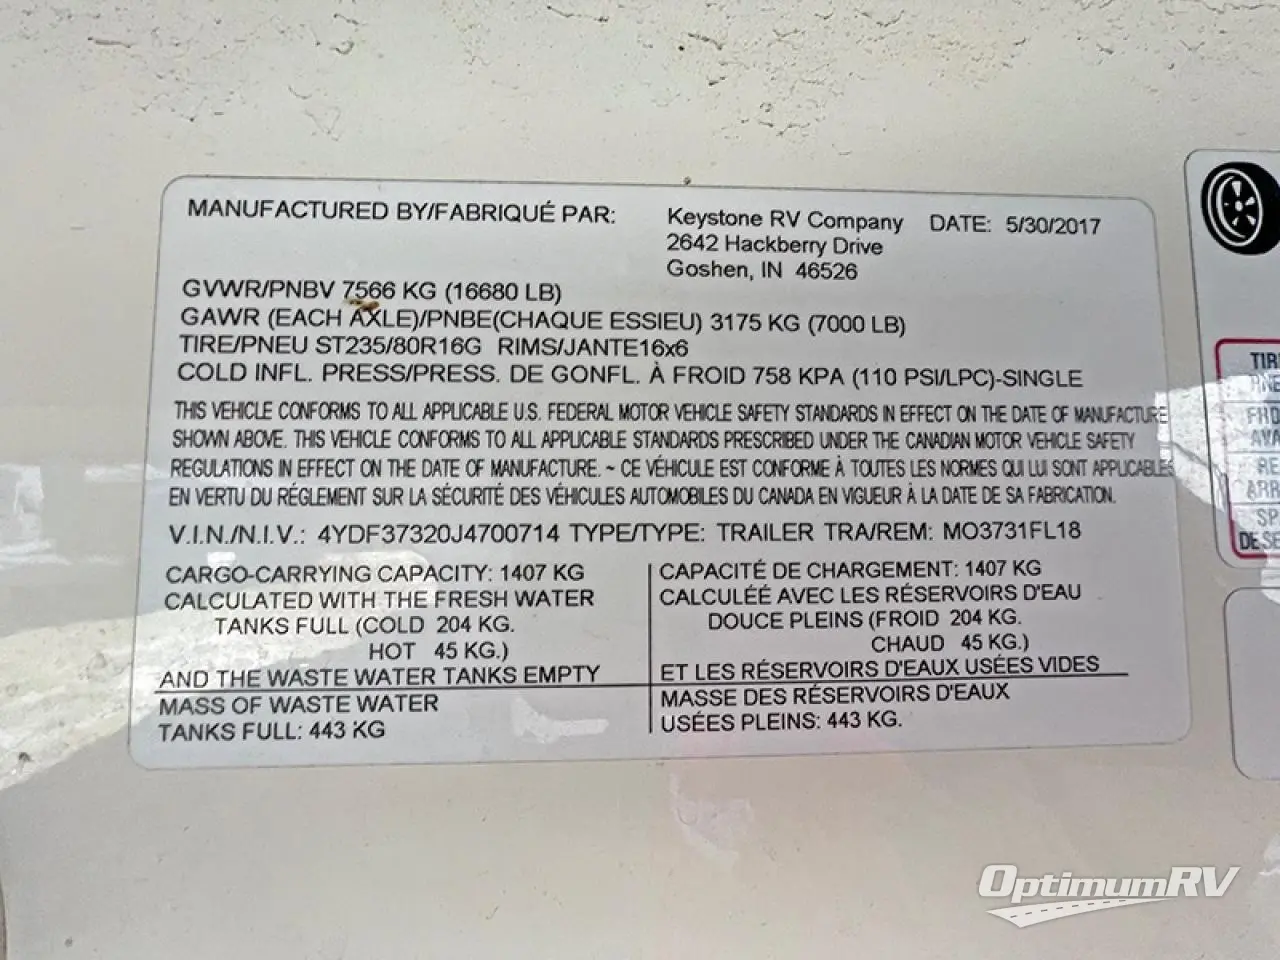 MANUFACTURED BY/FABRIQUÉ PAR: Keystone RV Company DATE: 5/30/2017
2642 Hackberry Drive
Goshen, IN 46526
GVWR/PNBV 7566 KG (16680 LB)
GAWR (EACH AXLE)/PNBE(CHAQUE ESSIEU) 3175 KG (7000 LB)
TIRE/PNEU ST235/80R16G RIMS/JANTE16x6
COLD INFL. PRESS/PRESS. DE GONFL. À FROID 758 KPA (110 PSI/LPC)-SINGLE
THIS VEHICLE CONFORMS TO ALL APPLICABLE U.S. FEDERAL MOTOR VEHICLE SAFETY STANDARDS IN EFFECT ON THE DATE OF MANUFACTURE
SHOWN ABOVE. THIS VEHICLE CONFORMS TO ALL APPLICABLE STANDARDS PRESCRIBED UNDER THE CANADIAN MOTOR VEHICLE SAFETY
REGULATIONS IN EFFECT ON THE DATE OF MANUFACTURE. ~ CE VÉHICULE EST CONFORME À TOUTES LES NORMES QUI LUI SONT APPLICABLES
EN VERTU DU RÉGLEMENT SUR LA SÉCURITÉ DES VÉHICULES AUTOMOBILES DU CANADA EN VIGUEUR À LA DATE DE SA FABRICATION.
V.I.N./N.I.V.: 4YDF37320J4700714 TYPE/TYPE: TRAILER TRA/REM: MO3731FL18
CARGO-CARRYING CAPACITY: 1407 KG
CALCULATED WITH THE FRESH WATER
TANKS FULL (COLD 204 KG.
HOT 45 KG.)
AND THE WASTE WATER TANKS EMPTY
MASS OF WASTE WATER
TANKS FULL: 443 KG
CAPACITÉ DE CHARGEMENT: 1407 KG
CALCULÉE AVEC LES RÉSERVOIRS D'EAU
DOUCE PLEINS (FROID 204 KG.
CHAUD 45 KG.)
ET LES RÉSERVOIRS D'EAUX USÉES VIDES
MASSE DES RÉSERVOIRS D'EAUX
USÉES PLEINS: 443 KG.
OptimumRV